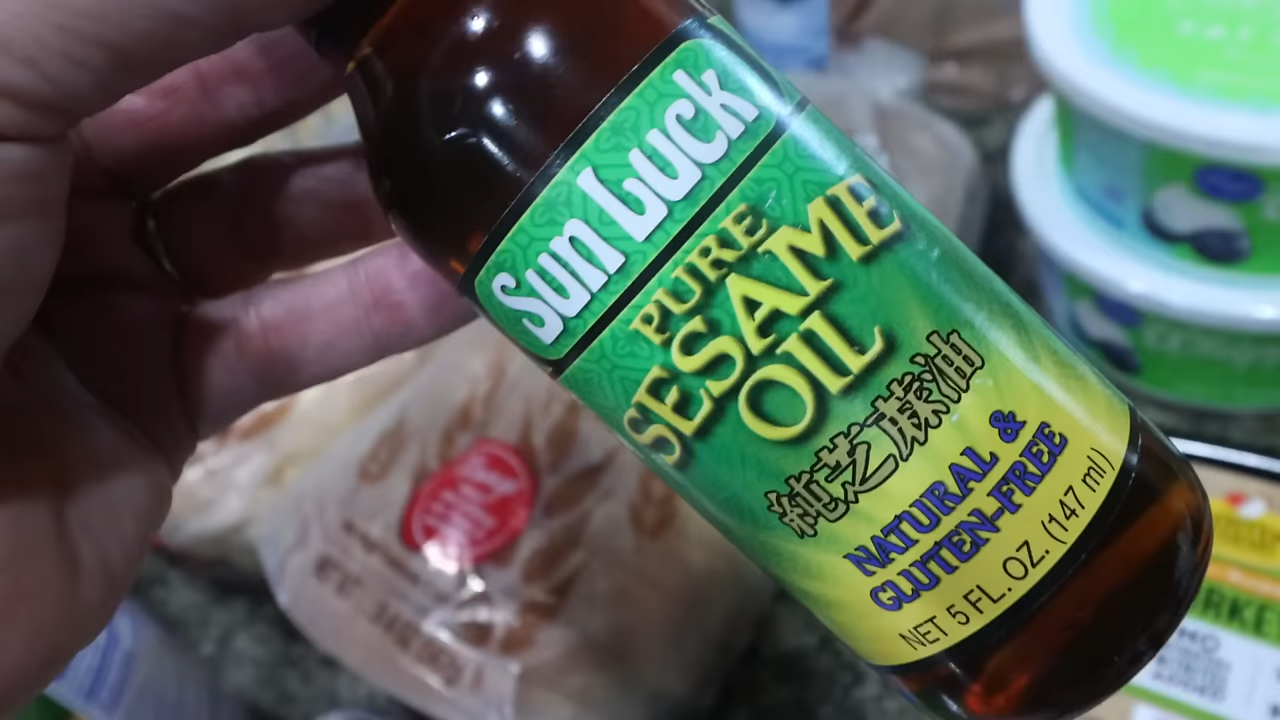 Sun Luck
PURE
SESAME
OIL
純芝麻油
NATURAL &
GLUTEN-FREE
NET 5 FL. OZ. (147 ml)